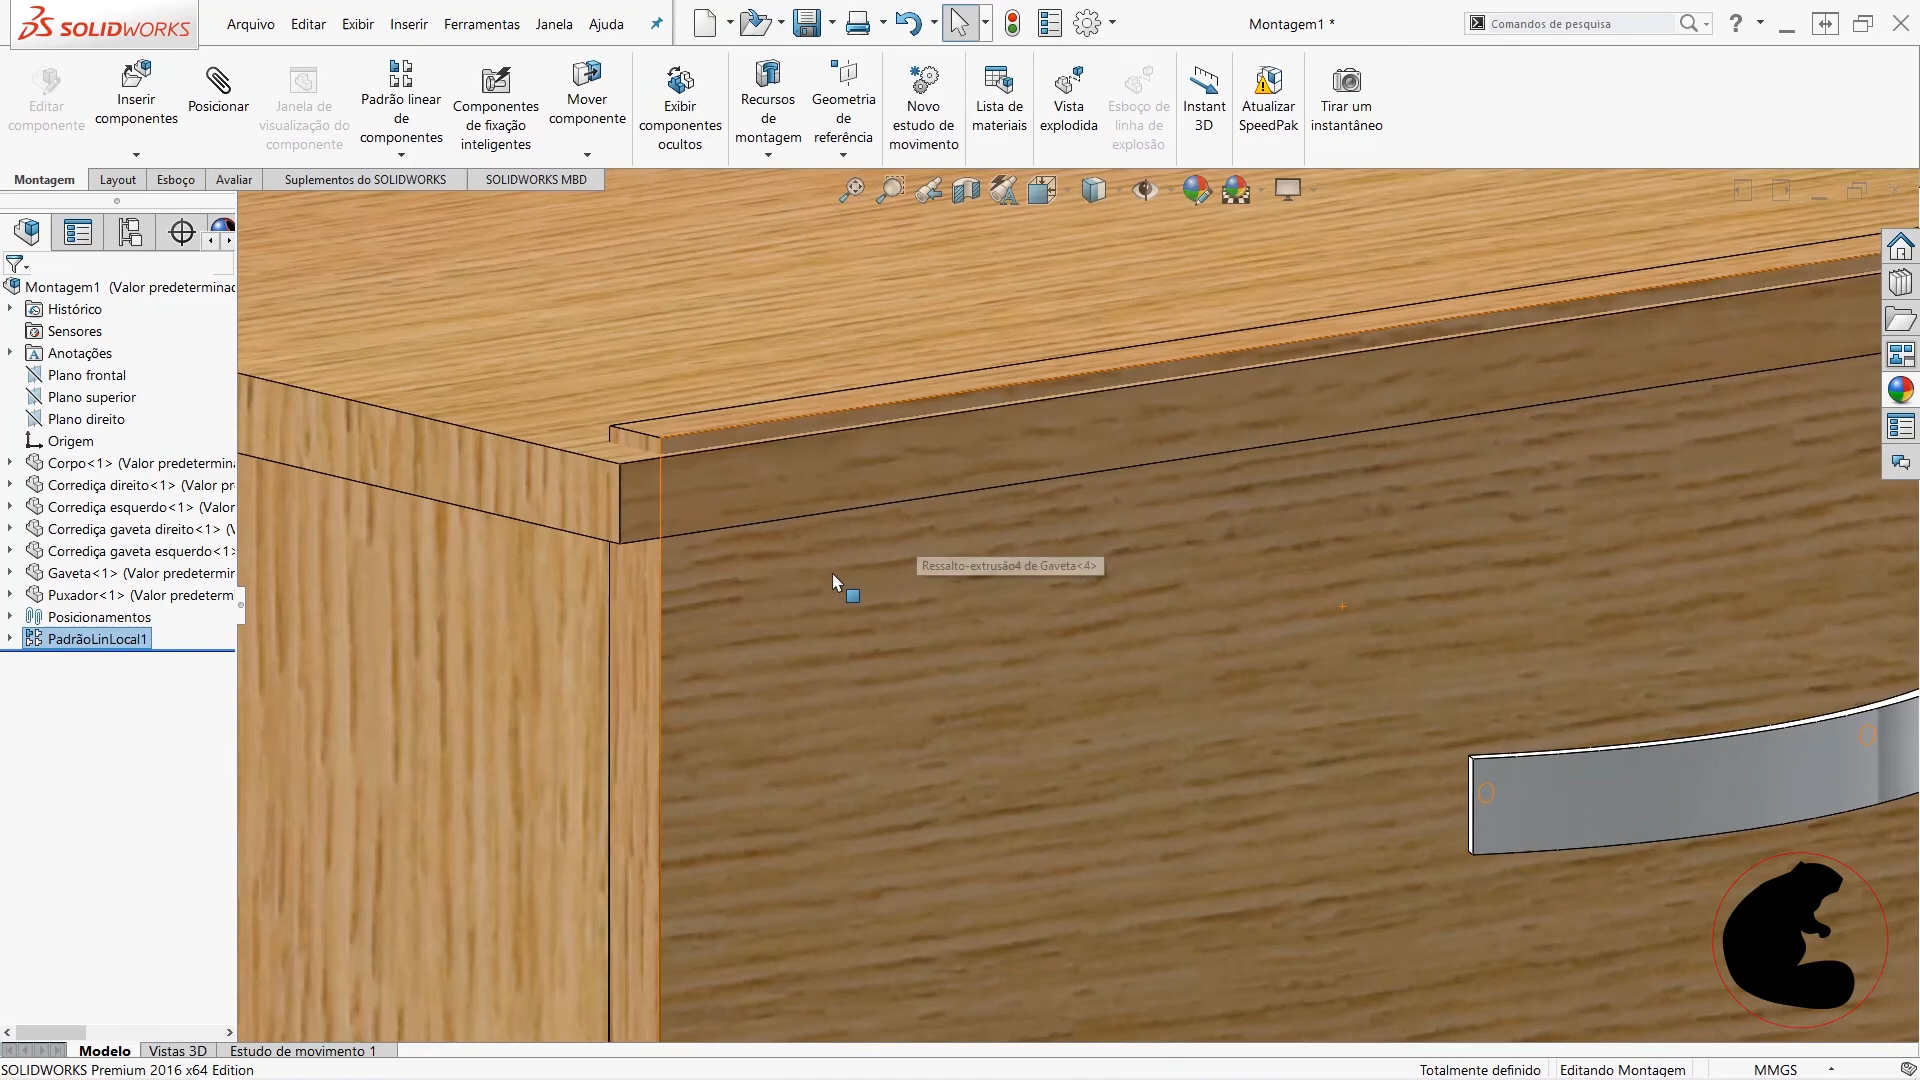 SOLIDWORKS
Arquivo Editar Exibir Inserir Ferramentas Janela Ajuda
Montagem1 *
Comandos de pesquisa
?
Editar
componente
Inserir
componentes
Posicionar
Janela de
visualização do
componente
Padrão linear
de
componentes
Componentes
de fixação
inteligentes
Mover
componente
Exibir
componentes
ocultos
Recursos
de
montagem
Geometria
de
referência
Novo
estudo de
movimento
Lista de
materiais
Vista
explodida
Esboço de
linha de
explosão
Instant
3D
Atualizar
SpeedPak
Tirar um
instantâneo
Montagem Layout Esboço Avaliar Suplementos do SOLIDWORKS SOLIDWORKS MBD
Montagem1 (Valor predeterminad
Histórico
Sensores
Anotações
Plano frontal
Plano superior
Plano direito
Origem
Corpo<1> (Valor predetermin
Corrediça direito<1> (Valor pr
Corrediça esquerdo<1> (Valor
Corrediça gaveta direito<1> (V
Corrediça gaveta esquerdo<1>
Gaveta<1> (Valor predetermir
Puxador<1> (Valor predeterm
Posicionamentos
PadrãoLinLocal1
Ressalto-extrusão4 de Gaveta<4>
Modelo Vistas 3D Estudo de movimento 1
SOLIDWORKS Premium 2016 x64 Edition
Totalmente definido Editando Montagem MMGS